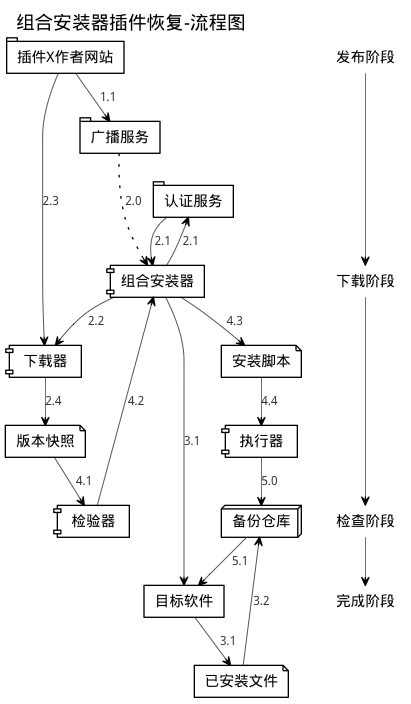 组合安装器插件恢复-流程图
插件X作者网站
发布阶段
1.1
广播服务
2.3
2.0
认证服务
2.1
2.1
组合安装器
下载阶段
2.2
4.3
下载器
安装脚本
2.4
4.2
4.4
版本快照
3.1
执行器
4.1
5.0
检验器
备份仓库
检查阶段
5.1
目标软件
3.2
完成阶段
3.1
已安装文件